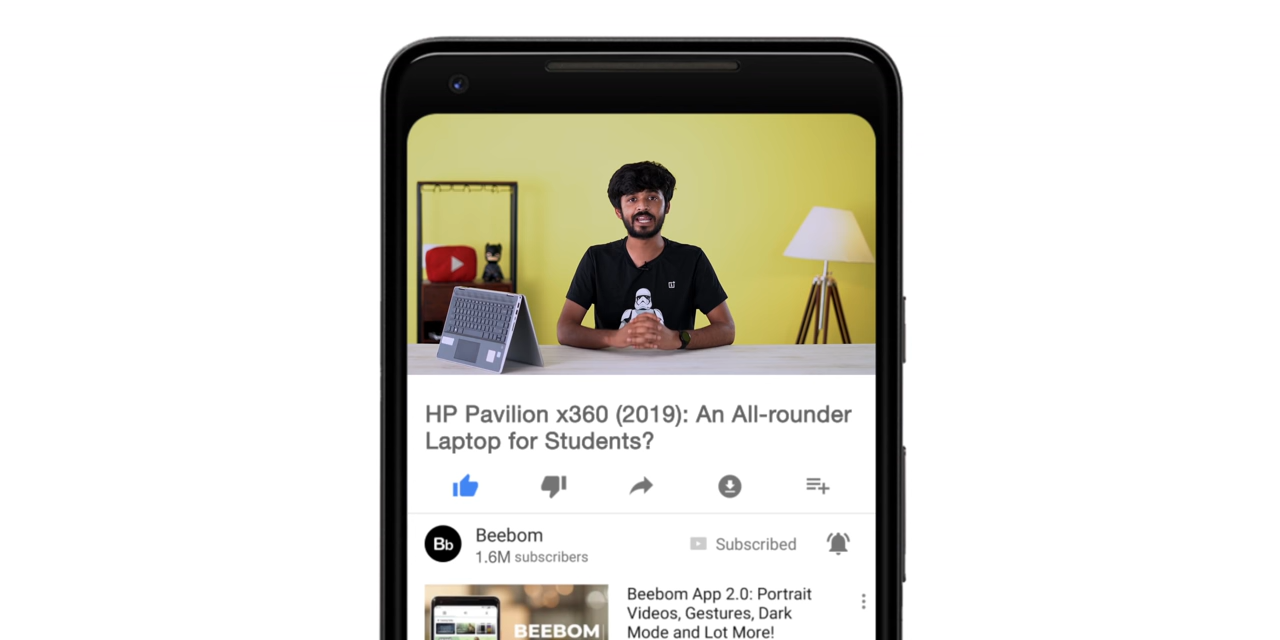 HP Pavilion x360 (2019): An All-rounder
Laptop for Students?
Bb
Beebom
1.6M subscribers
Subscribed
Beebom App 2.0: Portrait
Videos, Gestures, Dark
Mode and Lot More!
BEEBOM